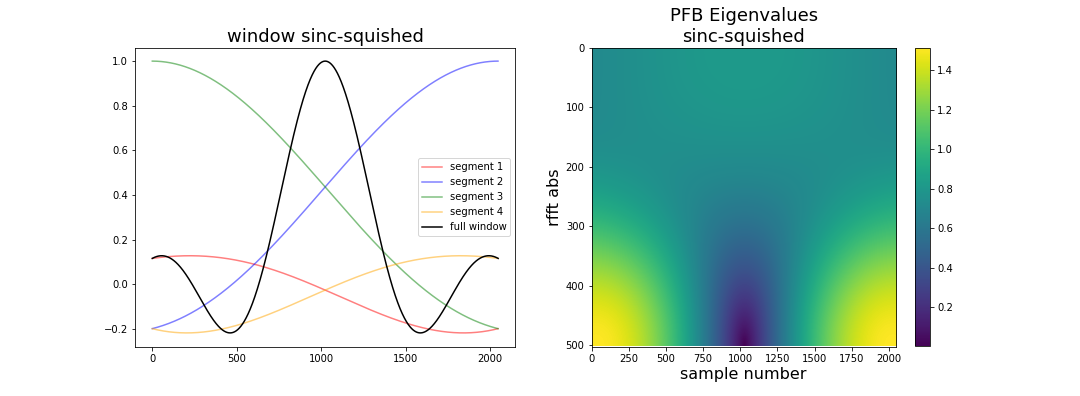 window sinc-squished
1.0
0.8
0.6
0.4
0.2
0.0
−0.2
0 500 1000 1500 2000
segment 1
segment 2
segment 3
segment 4
full window
PFB Eigenvalues
sinc-squished
rfft abs
0
100
200
300
400
500
0 250 500 750 1000 1250 1500 1750 2000
sample number
1.4
1.2
1.0
0.8
0.6
0.4
0.2